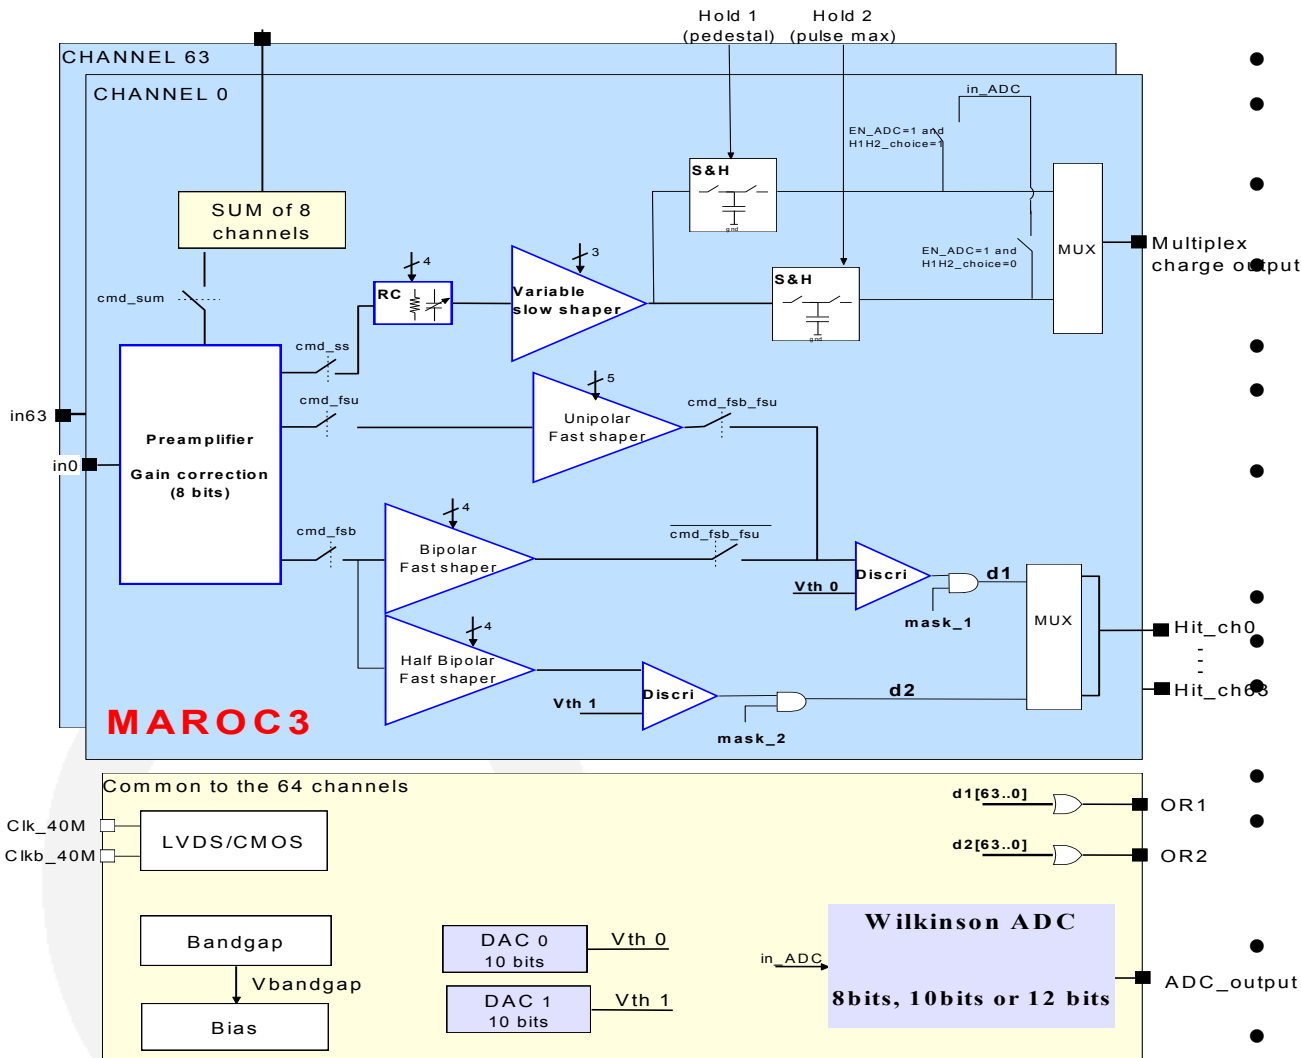 Hold 1
(pedestal)
Hold 2
(pulse max)
CHANNEL 63
CHANNEL 0
in_ADC
EN_ADC=1 and
H1H2_choice=1
S&H
gnd
SUM of 8
channels
MUX
Multiplex
charge output
EN_ADC=1 and
H1H2_choice=0
3
4
S&H
gnd
RC
Variable
slow shaper
cmd_sum
cmd_ss
5
cmd_fsu
cmd_fsb_fsu
in63
Unipolar
Fast shaper
Preamplifier
Gain correction
(8 bits)
in0
4
cmd_fsb
cmd_fsb_fsu
Bipolar
Fast shaper
Discri
d1
Vth 0
mask_1
MUX
Hit_ch0
4
Half Bipolar
Fast shaper
Discri
d2
Hit_ch63
Vth 1
mask_2
MAROC3
Common to the 64 channels
d1[63..0]
OR1
Clk_40M
LVDS/CMOS
d2[63..0]
OR2
Clkb_40M
Wilkinson ADC
Bandgap
DAC 0
10 bits
Vth 0
in_ADC
Vbandgap
ADC_output
DAC 1
10 bits
Vth 1
8bits, 10bits or 12 bits
Bias